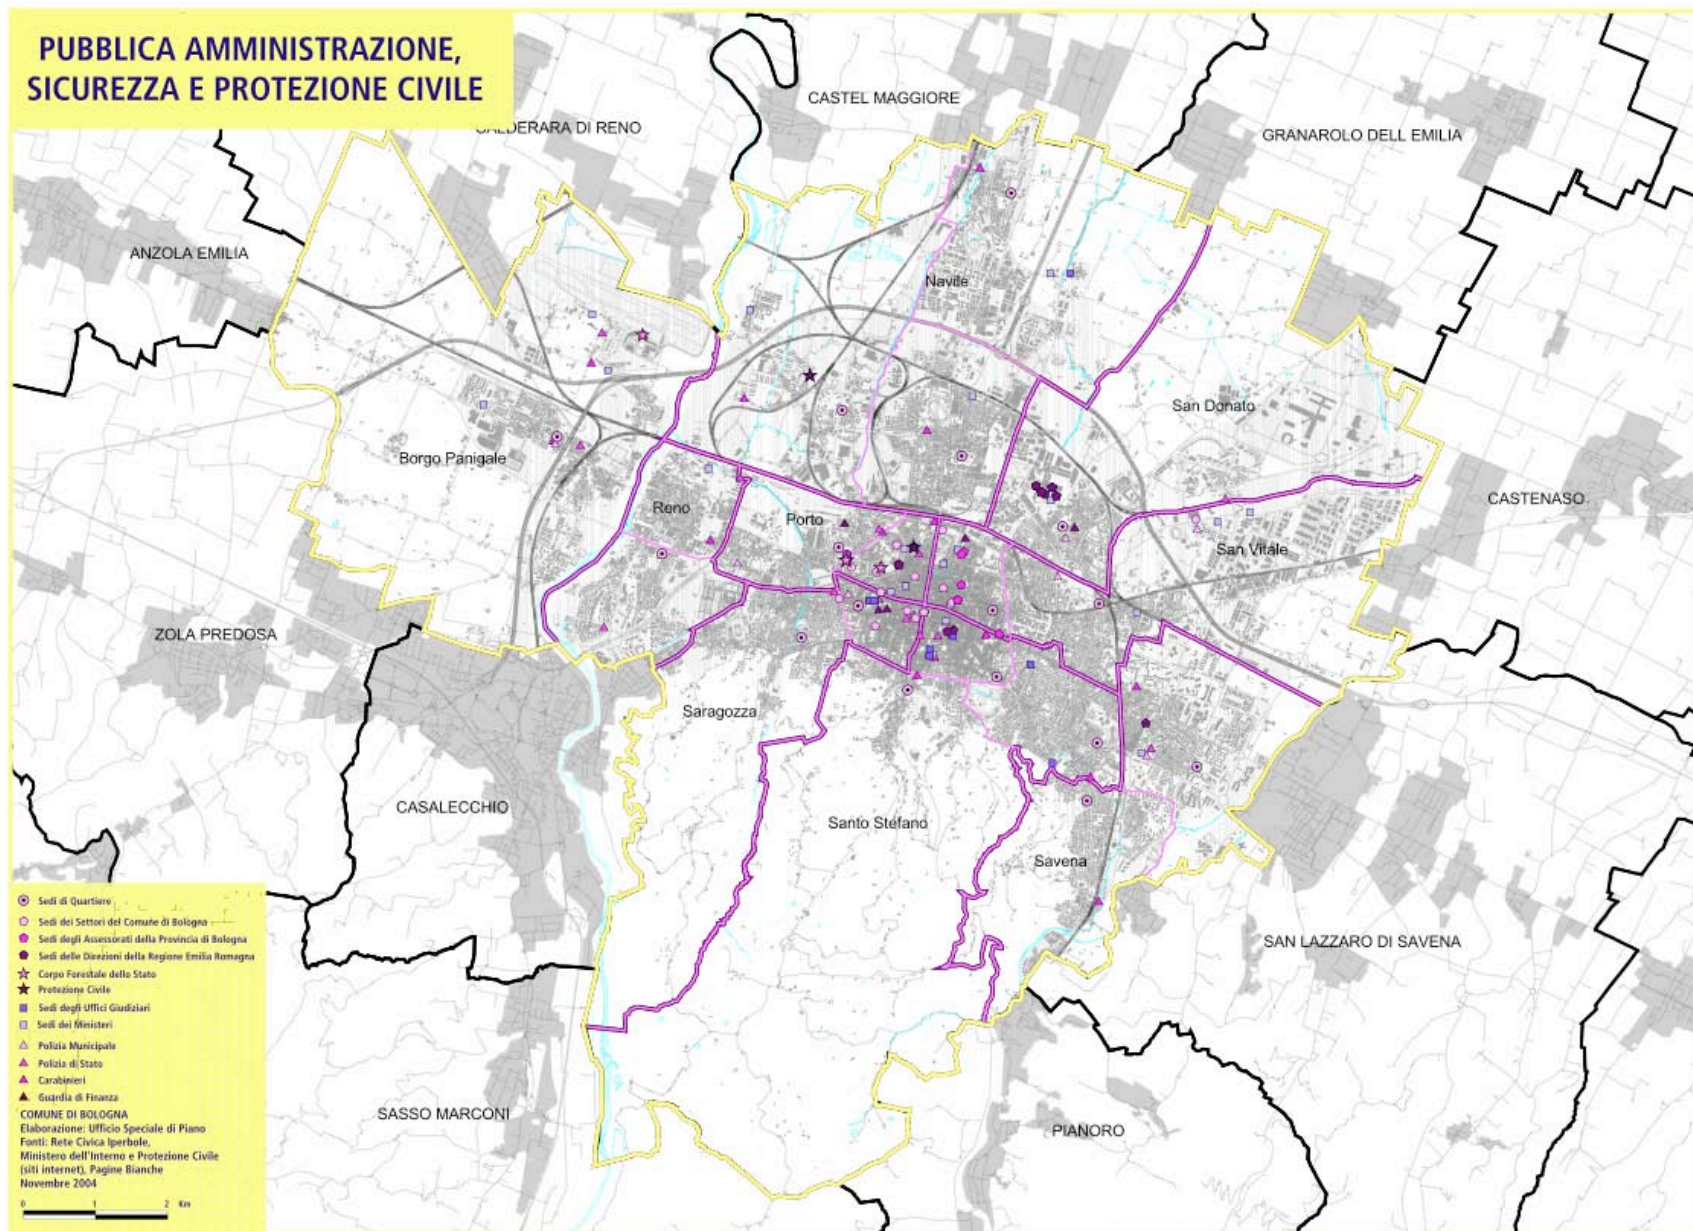 PUBBLICA AMMINISTRAZIONE,
SICUREZZA E PROTEZIONE CIVILE
CASTEL MAGGIORE
CALDERARA DI RENO
GRANAROLO DELL EMILIA
ANZOLA EMILIA
Navile
San Donato
Borgo Panigale
CASTENASO
Reno
Porto
San Vitale
ZOLA PREDOSA
Saragozza
CASALECCHIO
Santo Stefano
Savena
SAN LAZZARO DI SAVENA
SASSO MARCONI
PIANORO
Sedi di Quartiere
Sedi dei Settori del Comune di Bologna
Sedi degli Assessorati della Provincia di Bologna
Sedi delle Direzioni della Regione Emilia Romagna
Corpo Forestale dello Stato
Protezione Civile
Sedi degli Uffici Giudiziari
Sedi dei Ministeri
Polizia Municipale
Polizia di Stato
Carabinieri
Guardia di Finanza
COMUNE DI BOLOGNA
Elaborazione: Ufficio Speciale di Piano
Fonti: Rete Civica Iperbole,
Ministero dell'Interno e Protezione Civile
(siti internet), Pagine Bianche
Novembre 2004
0 1 2 Km